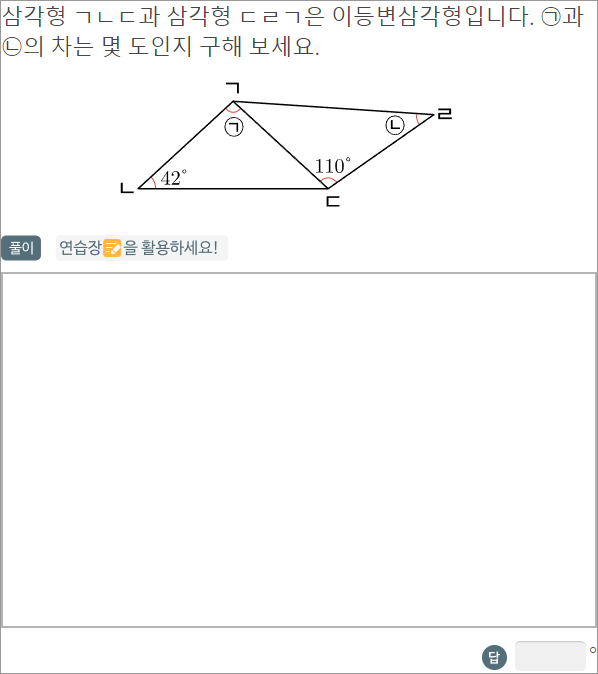 삼각형 ㄱㄴㄷ과 삼각형 ㄷㄹㄱ은 이등변삼각형입니다. ㉠과
㉡의 차는 몇 도인지 구해 보세요.
ㄱ
ㄹ
㉠
㉡
110°
42°
ㄴ
ㄷ
풀이 연습장을 활용하세요!
답 °